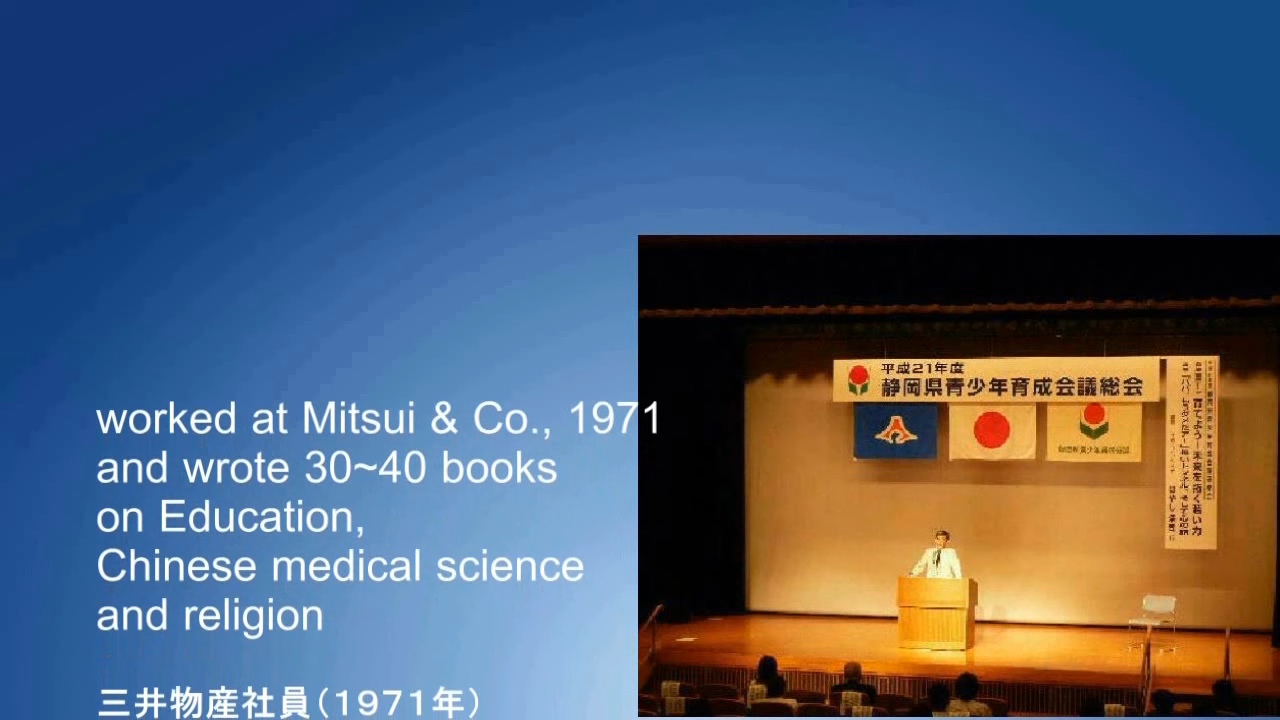 worked at Mitsui & Co., 1971
and wrote 30~40 books
on Education,
Chinese medical science
and religion
三井物産社員（1971年）
平成21年度
静岡県青少年育成会議総会